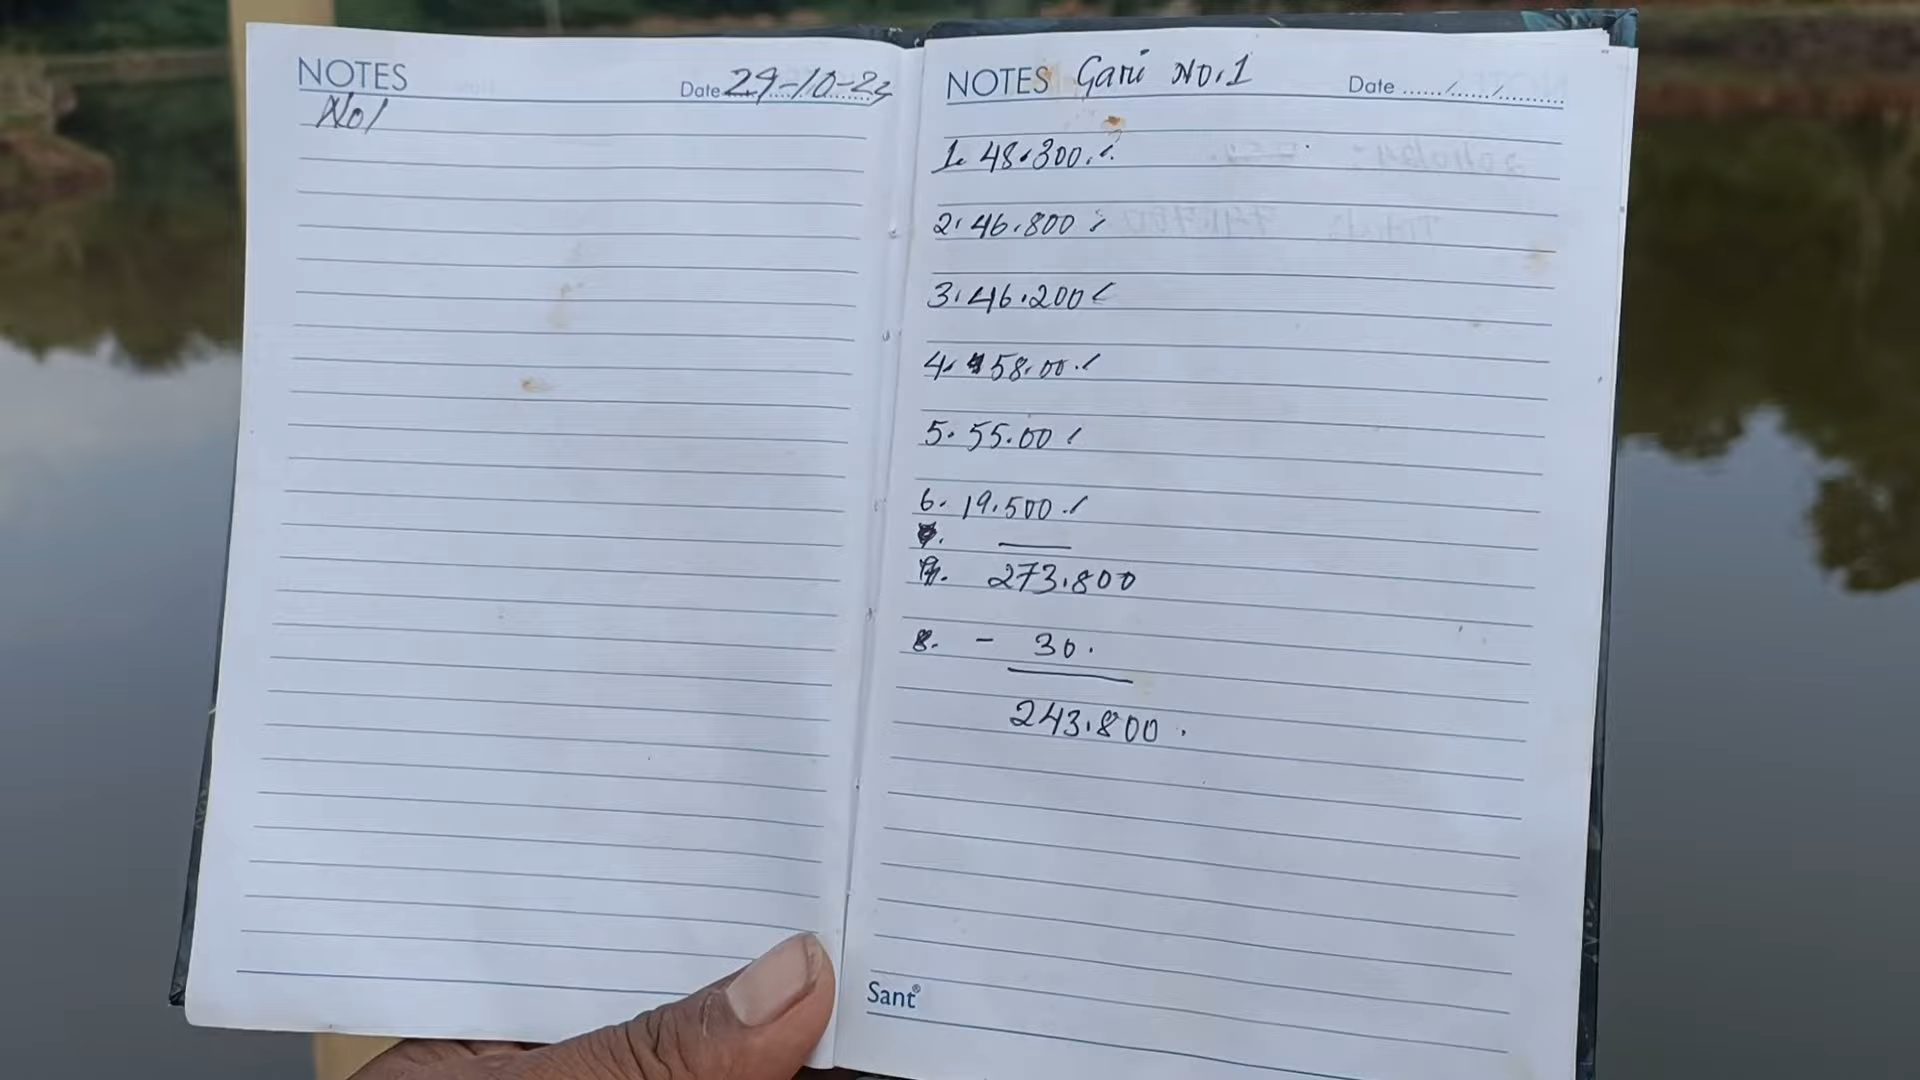 NOTES
Date 29-10-23
No1
NOTES Gari No.1 Date ....../....../..........
1. 48.300
2. 46.800
3. 46.200
4. 58.00
5. 55.00
6. 19.500
273.800
8. - 30.
243.800.
Sant®